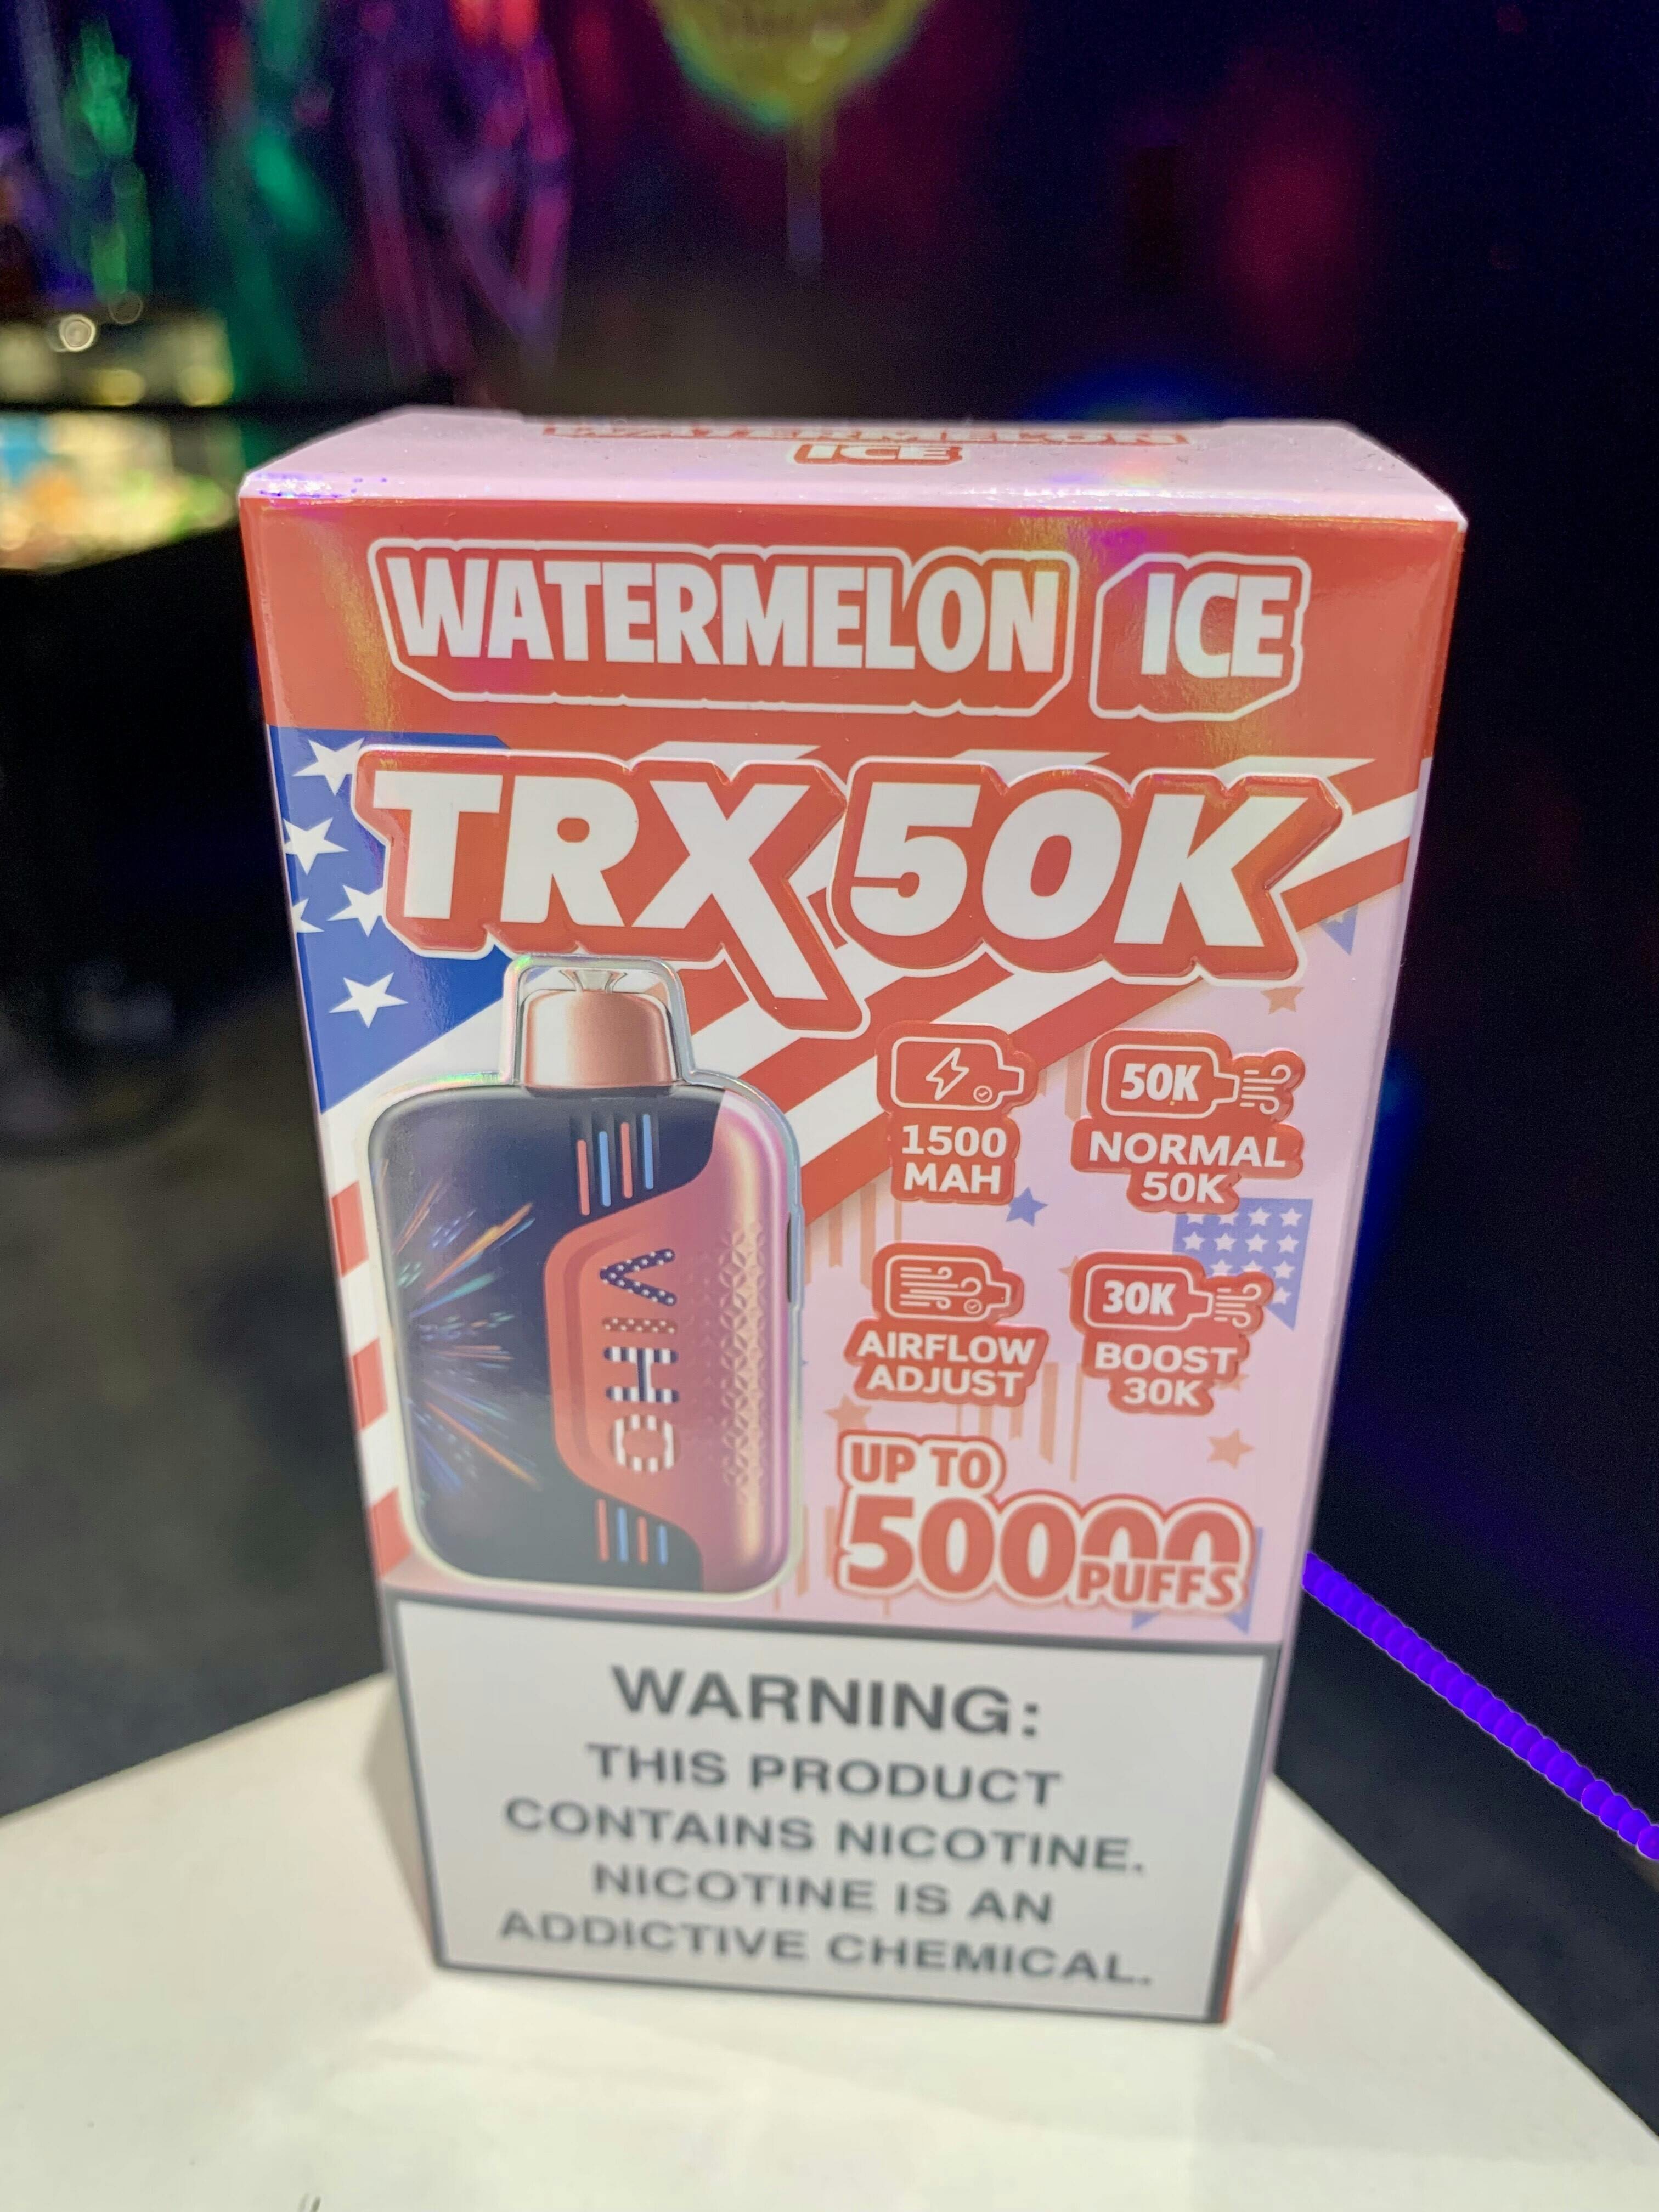 WATERMELON
ICE
WATERMELON ICE
TRX 50K
VIHO
1500
MAH
50K
NORMAL
50K
AIRFLOW
ADJUST
30K
BOOST
30K
UP TO
50000
PUFFS
WARNING:
THIS PRODUCT
CONTAINS NICOTINE.
NICOTINE IS AN
ADDICTIVE CHEMICAL.